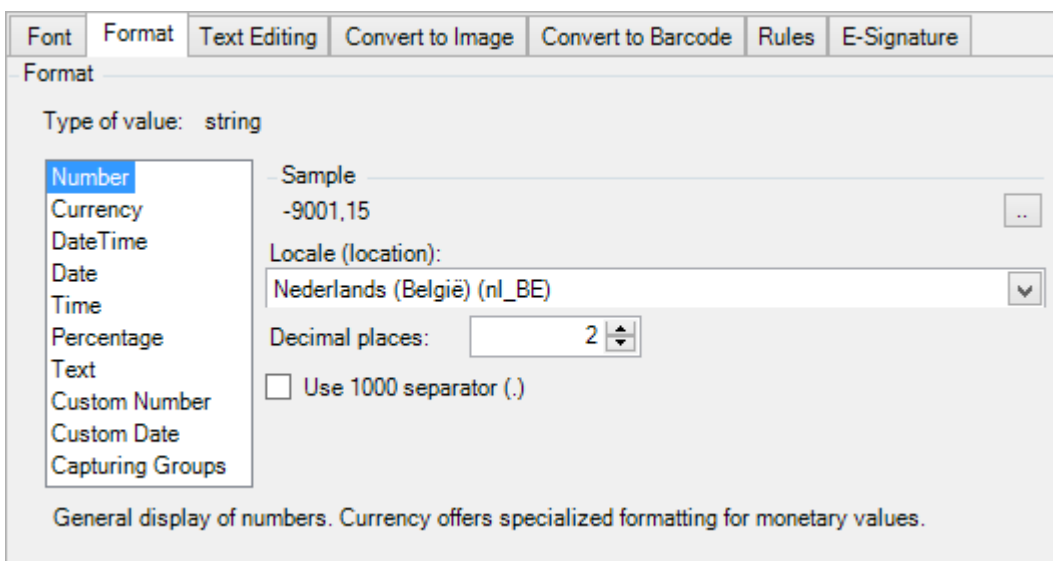 Font Format Text Editing Convert to Image Convert to Barcode Rules E-Signature
Format
Type of value: string
Number
Currency
DateTime
Date
Time
Percentage
Text
Custom Number
Custom Date
Capturing Groups
Sample
-9001,15
..
Locale (location):
Nederlands (België) (nl_BE)
Decimal places: 2
Use 1000 separator (.)
General display of numbers. Currency offers specialized formatting for monetary values.